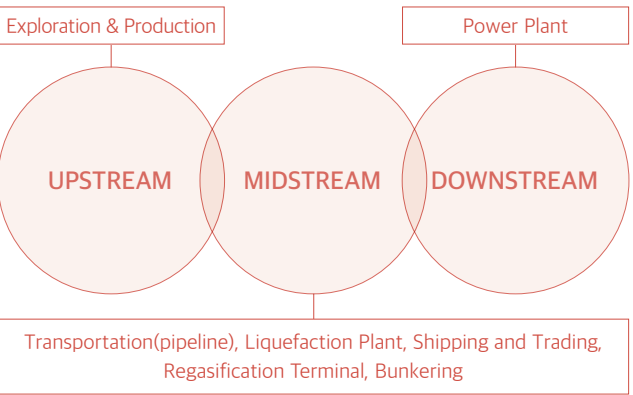 Exploration & Production
Power Plant
UPSTREAM
MIDSTREAM
DOWNSTREAM
Transportation(pipeline), Liquefaction Plant, Shipping and Trading,
Regasification Terminal, Bunkering